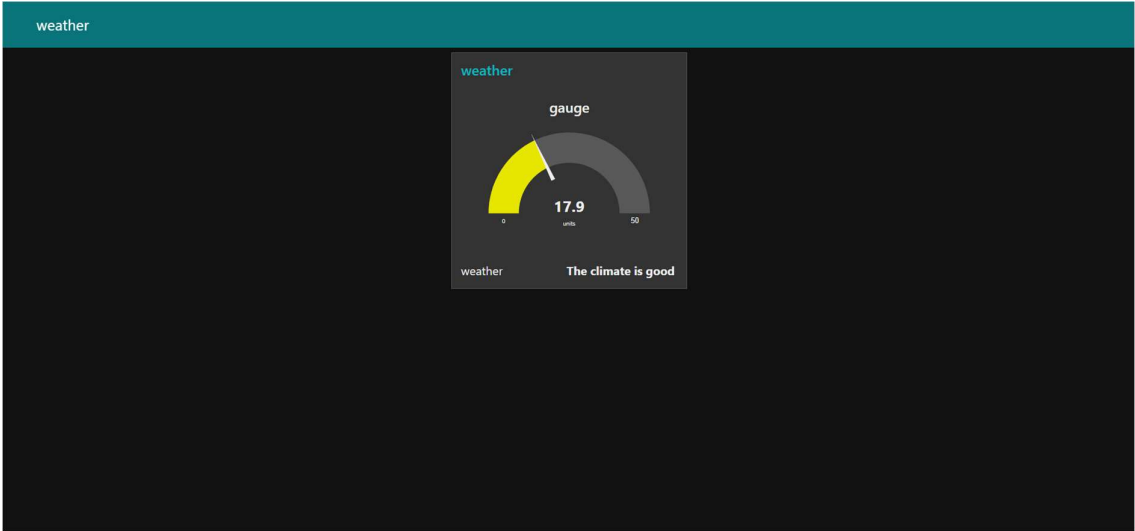 weather
weather
gauge
17.9
units
0
50
weather
The climate is good